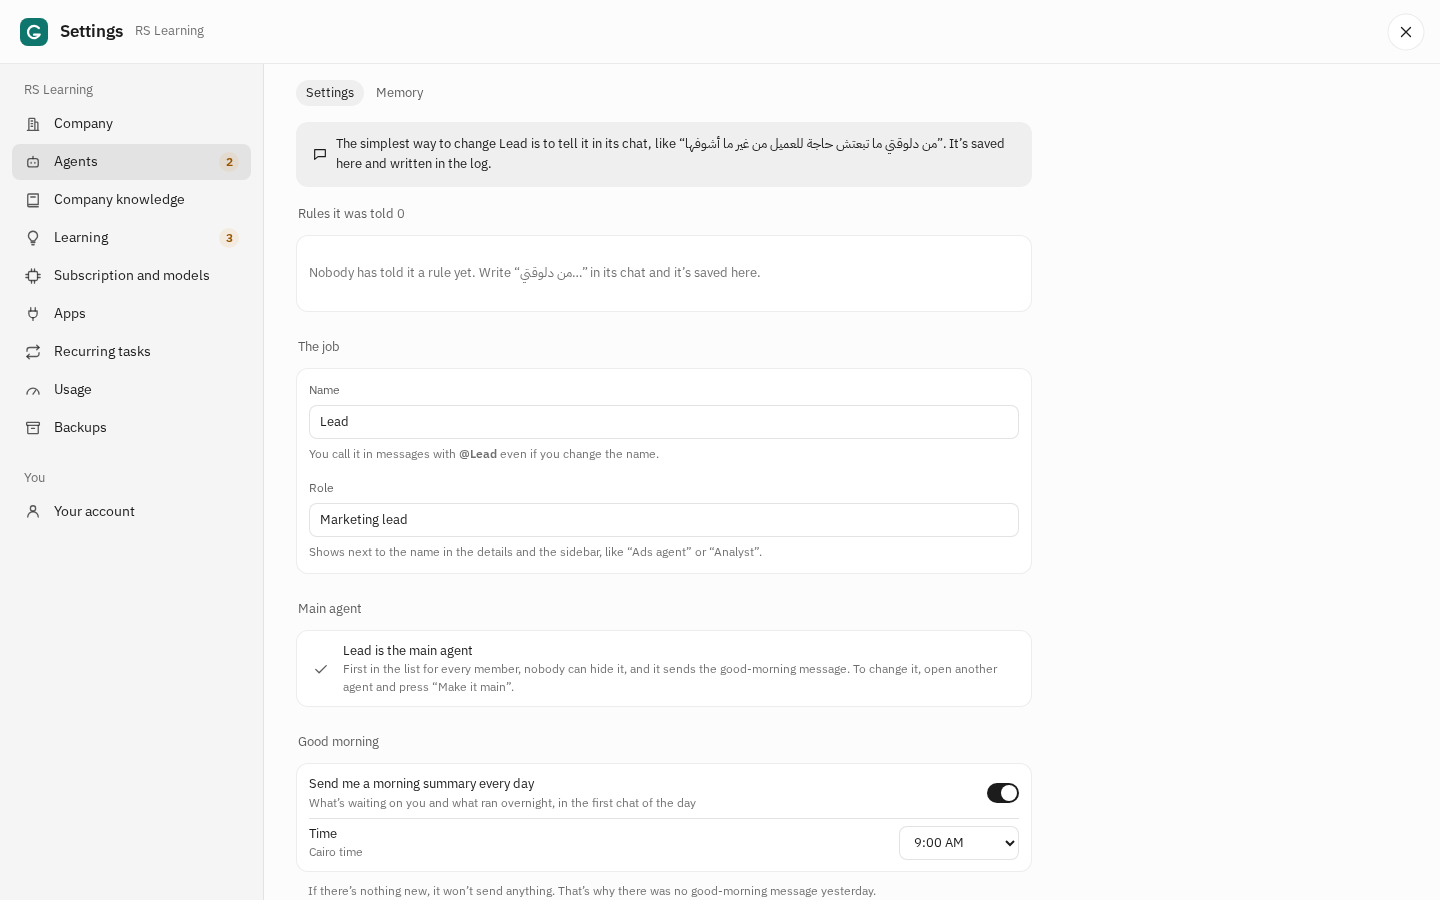 Settings RS Learning
RS Learning
Company
Agents 2
Company knowledge
Learning 3
Subscription and models
Apps
Recurring tasks
Usage
Backups
You
Your account
Settings Memory
The simplest way to change Lead is to tell it in its chat, like “من دلوقتي ما تبعتش حاجة للعميل من غير ما أشوفها”. It’s saved
here and written in the log.
Rules it was told 0
Nobody has told it a rule yet. Write “من دلوقتي…” in its chat and it’s saved here.
The job
Name
Lead
You call it in messages with @Lead even if you change the name.
Role
Marketing lead
Shows next to the name in the details and the sidebar, like “Ads agent” or “Analyst”.
Main agent
Lead is the main agent
First in the list for every member, nobody can hide it, and it sends the good-morning message. To change it, open another
agent and press “Make it main”.
Good morning
Send me a morning summary every day
What’s waiting on you and what ran overnight, in the first chat of the day
Time
Cairo time
9:00 AM
If there’s nothing new, it won’t send anything. That’s why there was no good-morning message yesterday.